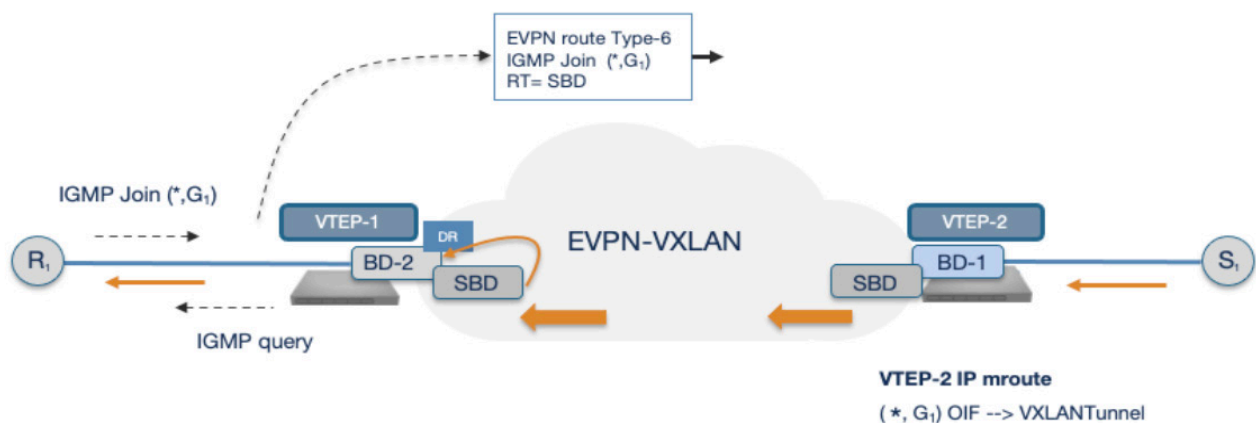 EVPN route Type-6
IGMP Join (*,G₁)
RT= SBD
IGMP Join (*,G₁)
VTEP-1
DR
VTEP-2
EVPN-VXLAN
R₁
BD-2
BD-1
S₁
SBD
SBD
IGMP query
VTEP-2 IP mroute
( *, G₁) OIF --> VXLANTunnel